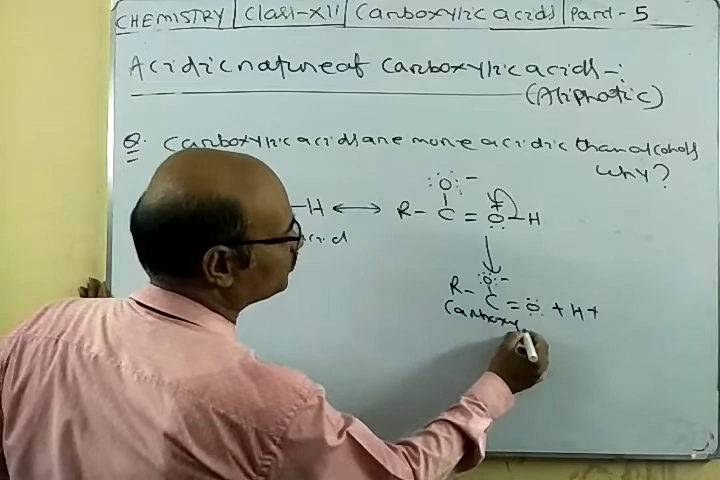 CHEMISTRY | Class-XII | Carboxylic acids | Part-5
Acidic nature of Carboxylic acids-:
(Aliphatic)
Q. Carboxylic acids are more acidic than alcohols
why?
-H ↔ R-C=O-H
O -
+
acid
R-C=O + H+
O -
Carboxy